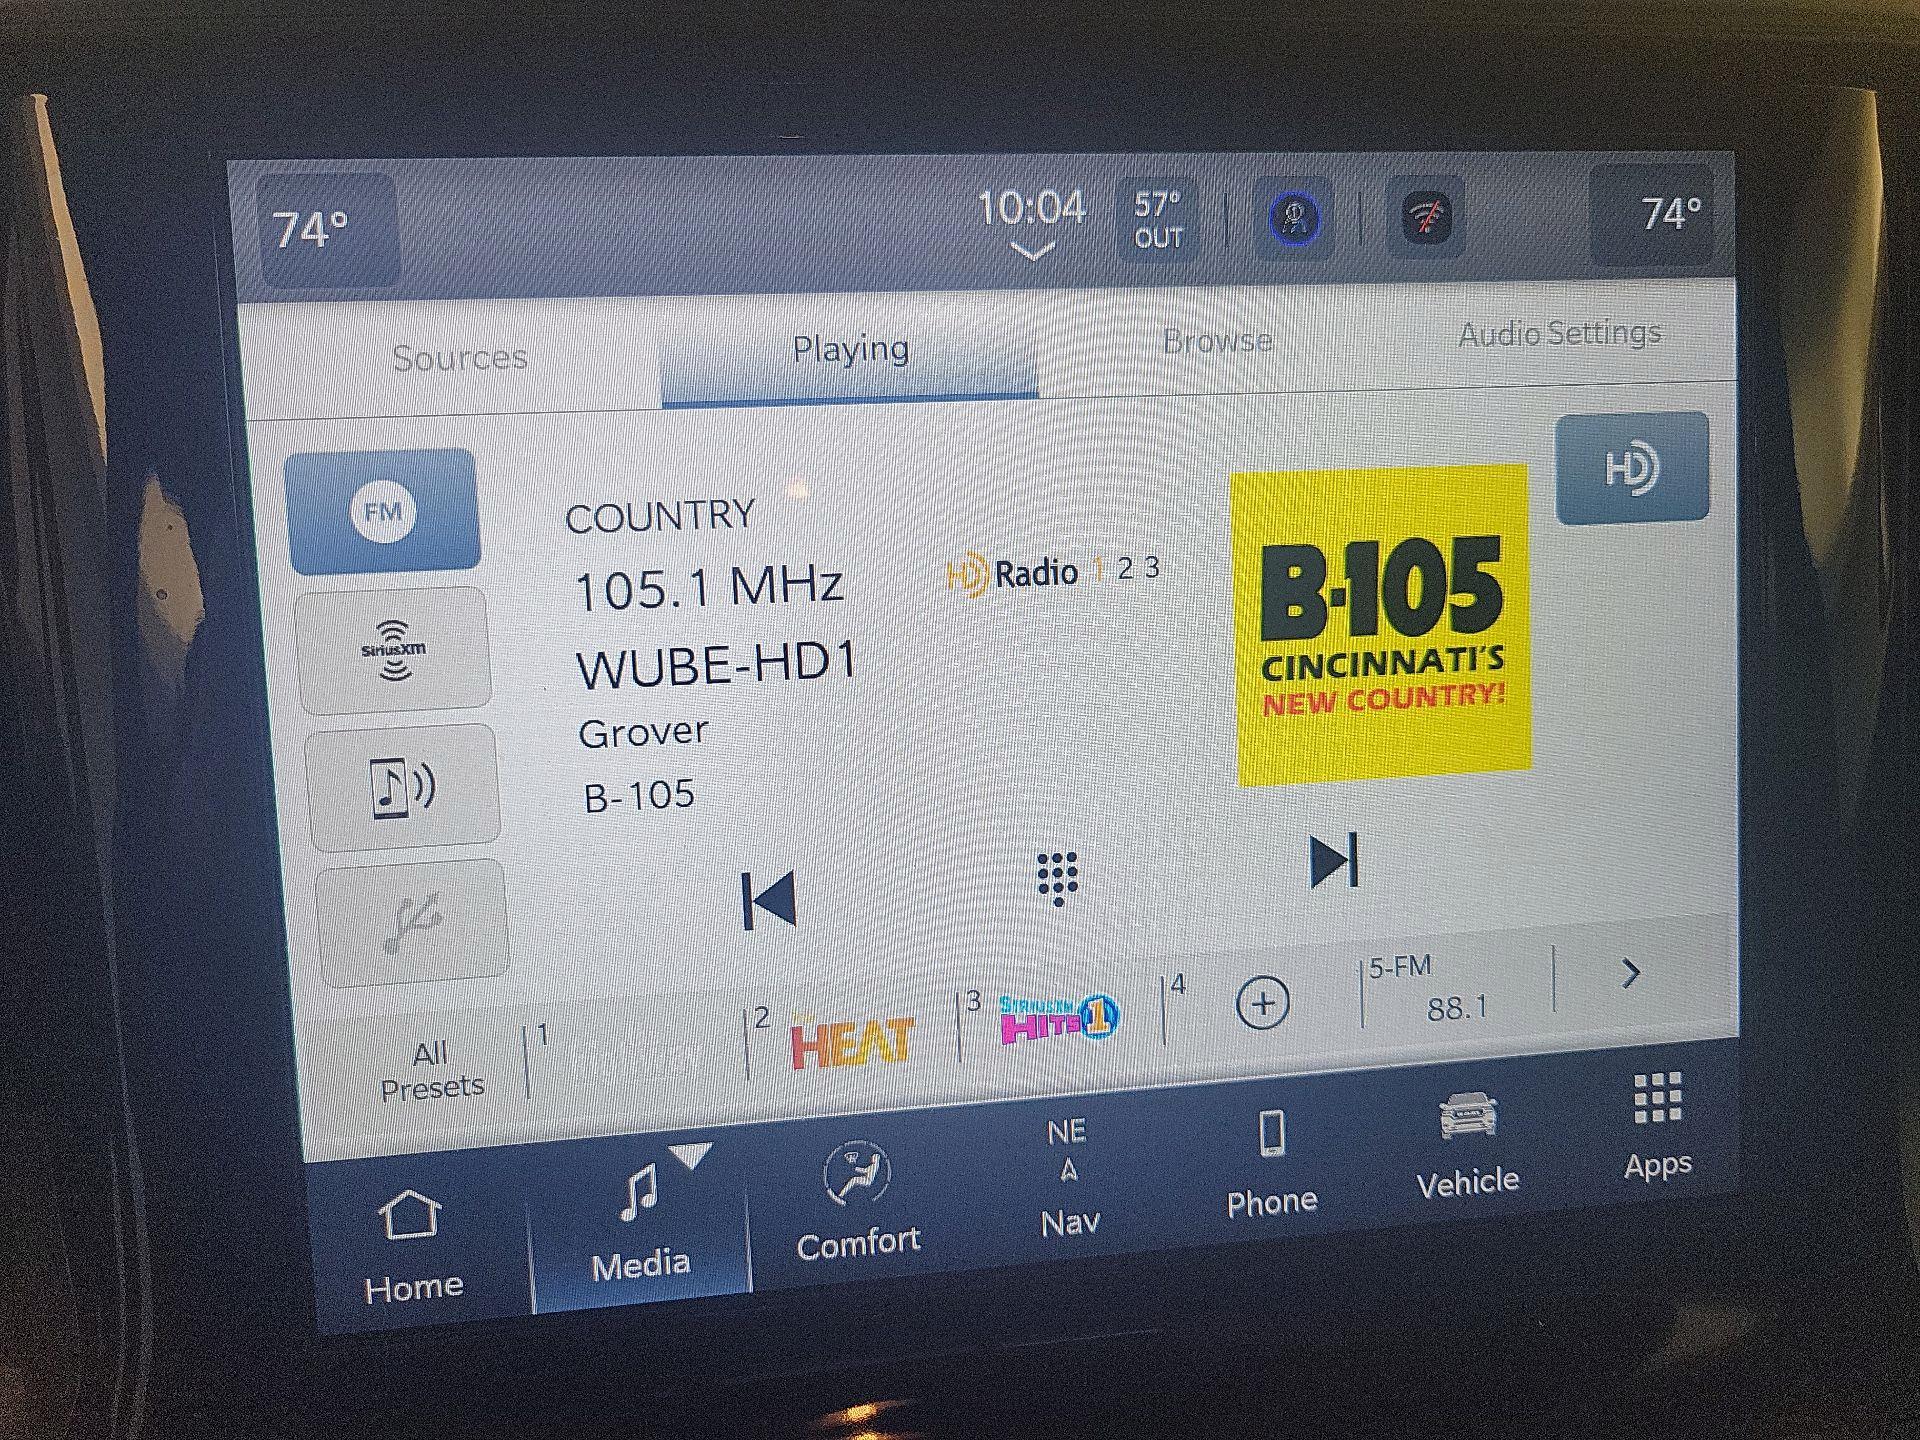 74°
10:04
57°
OUT
74°
Sources
Playing
Browse
Audio Settings
FM
HD
COUNTRY
105.1 MHz
HD Radio 1 2 3
WUBE-HD1
Grover
B-105
B-105
CINCINNATI'S
NEW COUNTRY!
SiriusXM
All
Presets
1
2
HEAT
3
SIRIUSXM
HITS 1
4
5-FM
88.1
Home
Media
Comfort
NE
Nav
Phone
Vehicle
Apps